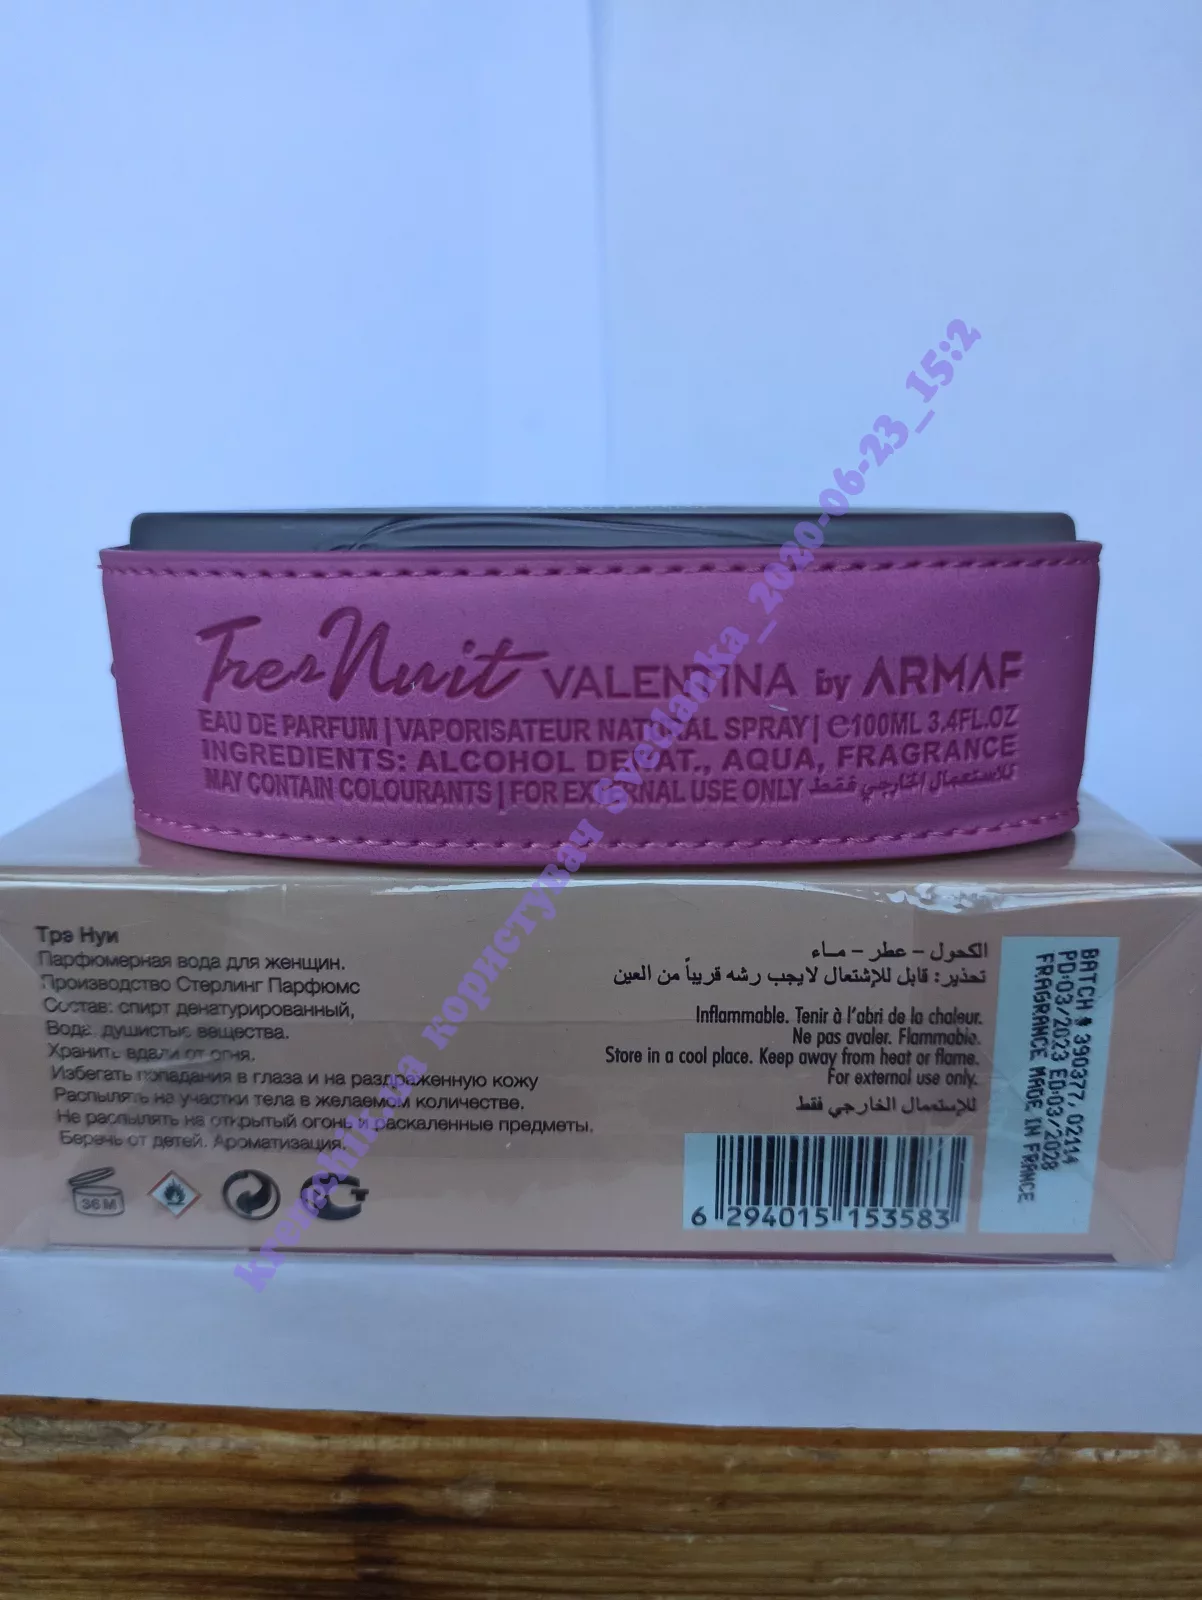 Tres Nuit VALENTINA by ARMAF
EAU DE PARFUM | VAPORISATEUR NATURAL SPRAY | e100ML 3.4FL.OZ
INGREDIENTS: ALCOHOL DENAT., AQUA, FRAGRANCE
MAY CONTAIN COLOURANTS | FOR EXTERNAL USE ONLY للاستعمال الخارجي فقط
Трэ Нуи
Парфюмерная вода для женщин.
Производство Стерлинг Парфюмс
Состав: спирт денатурированный,
Вода, душистые вещества.
Хранить вдали от огня.
Избегать попадания в глаза и на раздраженную кожу
Распылять на участки тела в желаемом количестве.
Не распылять на открытый огонь и раскаленные предметы.
Беречь от детей. Ароматизация.
36 M
الكحول - عطر - مـاء
تحذير: قابل للإشتعال لايجب رشه قريباً من العين
Inflammable. Tenir à l'abri de la chaleur.
Ne pas avaler. Flammable.
Store in a cool place. Keep away from heat or flame.
For external use only.
للإستعمال الخارجي فقط
6 294015 153583
BATCH # 390377, 02114
PD:03/2023 ED:03/2028
FRAGRANCE MADE IN FRANCE
kremchik.ua користувач Svetlanka_2020-06-23_15:2